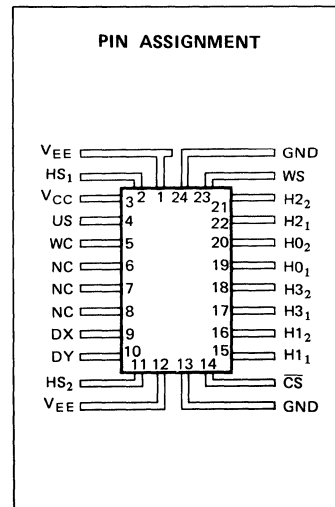 PIN ASSIGNMENT
VEE GND
HS1 2 1 24 23 WS
VCC 3 21 H22
US 4 22 H21
WC 5 20 H02
NC 6 19 H01
NC 7 18 H32
NC 8 17 H31
DX 9 16 H12
DY 10 15 H11
HS2 11 12 13 14 C̅S̅
VEE GND